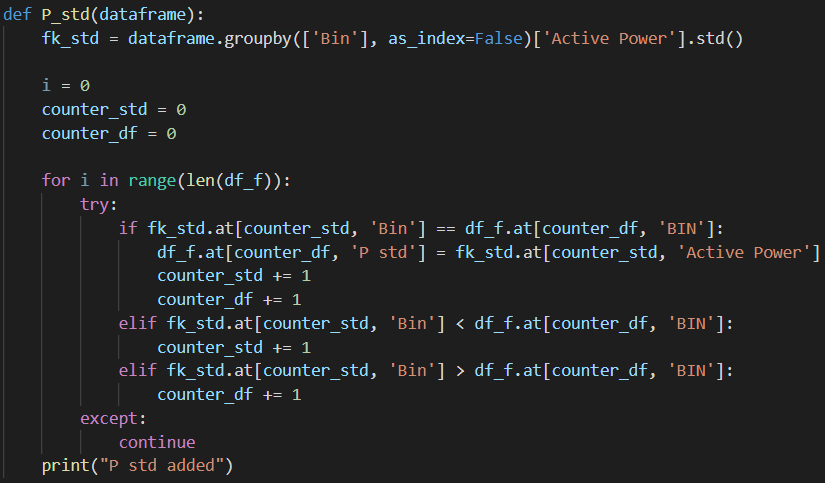 def P_std(dataframe):
    fk_std = dataframe.groupby(['Bin'], as_index=False)['Active Power'].std()

    i = 0
    counter_std = 0
    counter_df = 0

    for i in range(len(df_f)):
        try:
            if fk_std.at[counter_std, 'Bin'] == df_f.at[counter_df, 'BIN']:
                df_f.at[counter_df, 'P std'] = fk_std.at[counter_std, 'Active Power']
                counter_std += 1
                counter_df += 1
            elif fk_std.at[counter_std, 'Bin'] < df_f.at[counter_df, 'BIN']:
                counter_std += 1
            elif fk_std.at[counter_std, 'Bin'] > df_f.at[counter_df, 'BIN']:
                counter_df += 1
        except:
            continue
    print("P std added")